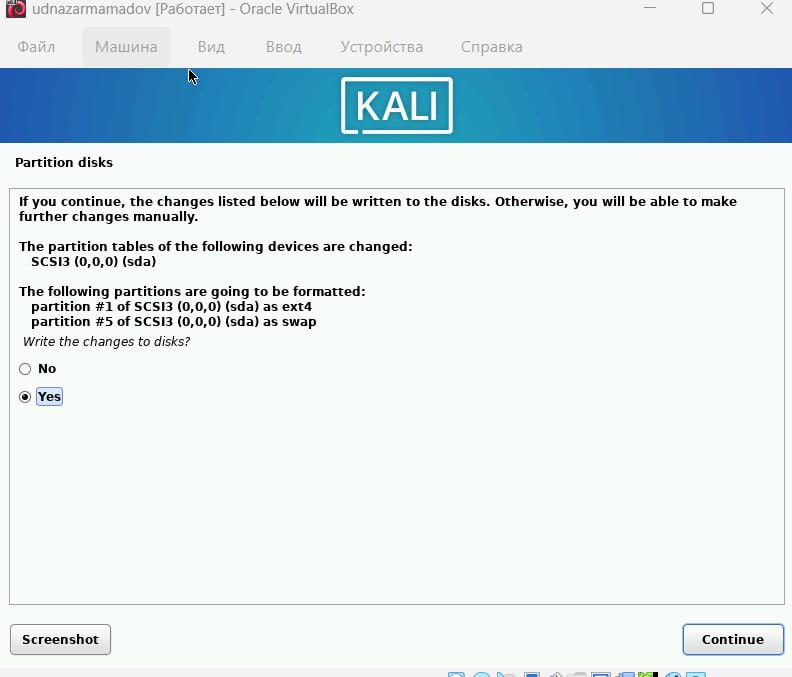 udnazarmamadov [Работает] - Oracle VirtualBox
Файл Машина Вид Ввод Устройства Справка
KALI
Partition disks
If you continue, the changes listed below will be written to the disks. Otherwise, you will be able to make
further changes manually.
The partition tables of the following devices are changed:
SCSI3 (0,0,0) (sda)
The following partitions are going to be formatted:
partition #1 of SCSI3 (0,0,0) (sda) as ext4
partition #5 of SCSI3 (0,0,0) (sda) as swap
Write the changes to disks?
No
Yes
Screenshot Continue